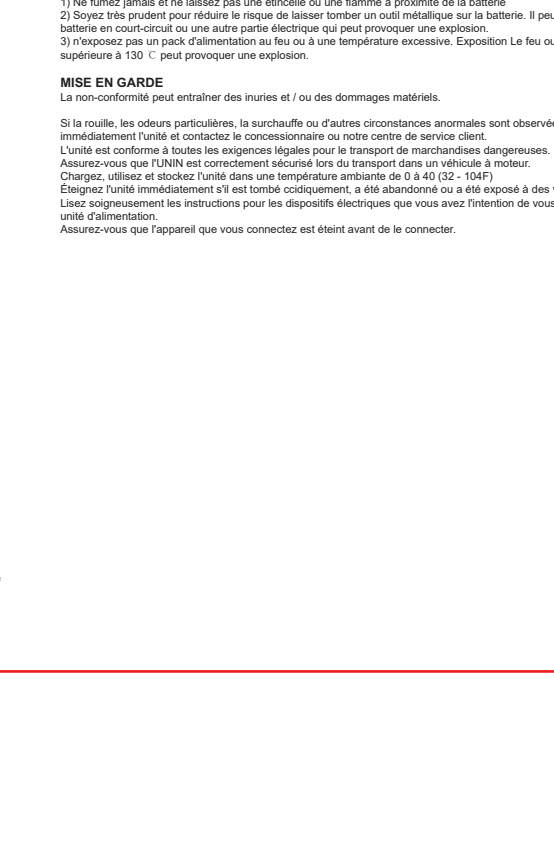 1) Ne fumez jamais et ne laissez pas une étincelle ou une flamme à proximité de la batterie
2) Soyez très prudent pour réduire le risque de laisser tomber un outil métallique sur la batterie. Il peu
batterie en court-circuit ou une autre partie électrique qui peut provoquer une explosion.
3) n'exposez pas un pack d'alimentation au feu ou à une température excessive. Exposition Le feu ou
supérieure à 130 ℃ peut provoquer une explosion.
MISE EN GARDE
La non-conformité peut entraîner des inuries et / ou des dommages matériels.
Si la rouille, les odeurs particulières, la surchauffe ou d'autres circonstances anormales sont observée
immédiatement l'unité et contactez le concessionnaire ou notre centre de service client.
L'unité est conforme à toutes les exigences légales pour le transport de marchandises dangereuses.
Assurez-vous que l'UNIN est correctement sécurisé lors du transport dans un véhicule à moteur.
Chargez, utilisez et stockez l'unité dans une température ambiante de 0 à 40 (32 - 104F)
Éteignez l'unité immédiatement s'il est tombé ccidiquement, a été abandonné ou a été exposé à des v
Lisez soigneusement les instructions pour les dispositifs électriques que vous avez l'intention de vous
unité d'alimentation.
Assurez-vous que l'appareil que vous connectez est éteint avant de le connecter.